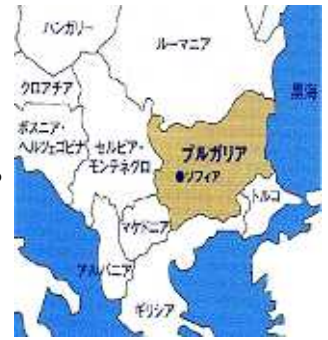 ハンガリー
ルーマニア
クロアチア
黒海
ボスニア・
ヘルツェゴビナ
セルビア・
モンテネグロ
ブルガリア
ソフィア
トルコ
マケドニア
アルバニア
ギリシア